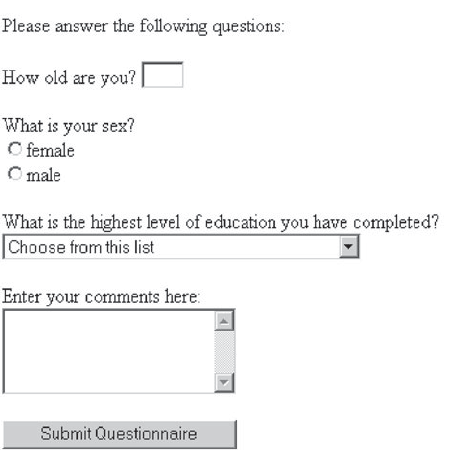 Please answer the following questions:
How old are you?
What is your sex?
female
male
What is the highest level of education you have completed?
Choose from this list
Enter your comments here:
Submit Questionnaire